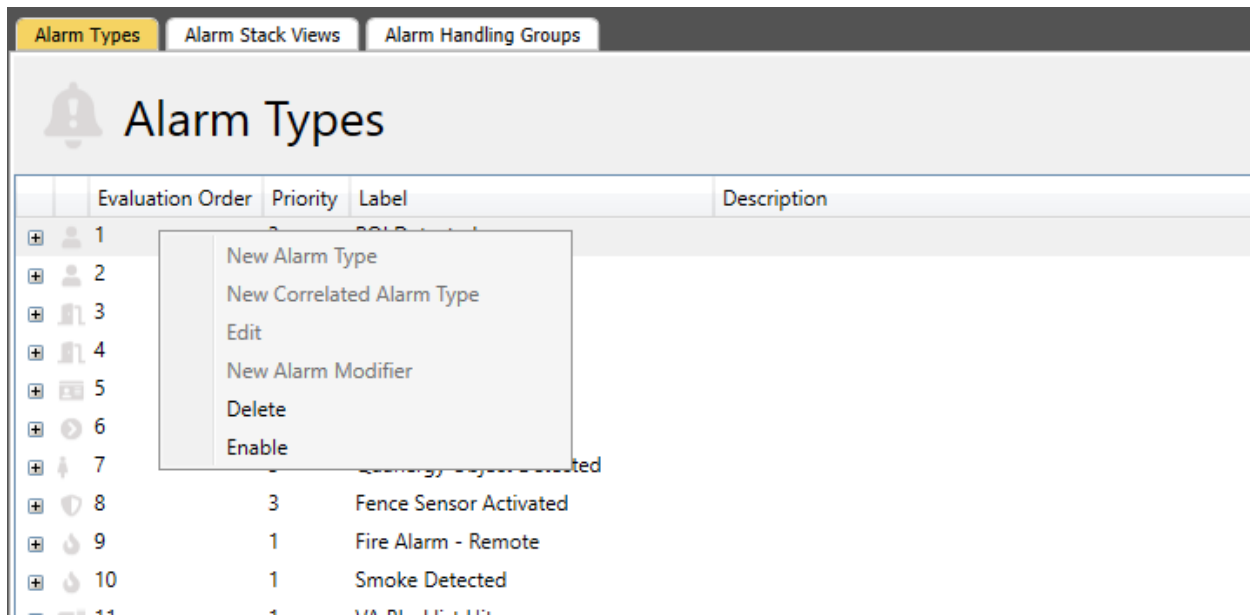 Alarm Types Alarm Stack Views Alarm Handling Groups
Alarm Types
Evaluation Order Priority Label Description
1
New Alarm Type
2
New Correlated Alarm Type
3
Edit
4
New Alarm Modifier
5
Delete
6
Enable
7
8 3 Fence Sensor Activated
9 1 Fire Alarm - Remote
10 1 Smoke Detected
11 1